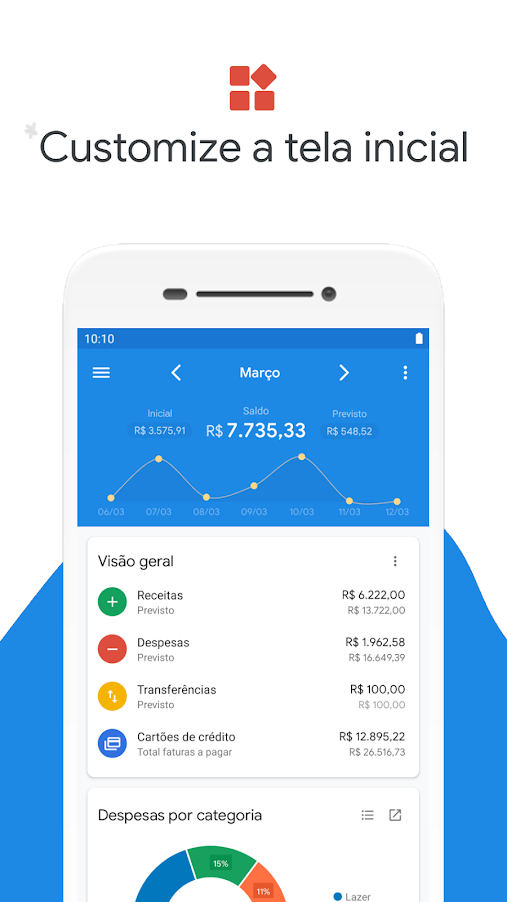 Customize a tela inicial
10:10
Março
Inicial
Saldo
Previsto
R$ 3.575,91
R$ 7.735,33
R$ 548,52
06/03 07/03 08/03 09/03 10/03 11/03 12/03
Visão geral
Receitas R$ 6.222,00
Previsto R$ 13.722,00
Despesas R$ 1.962,58
Previsto R$ 16.649,39
Transferências R$ 100,00
Previsto R$ 100,00
Cartões de crédito R$ 12.895,22
Total faturas a pagar R$ 26.516,73
Despesas por categoria
15%
11%
Lazer